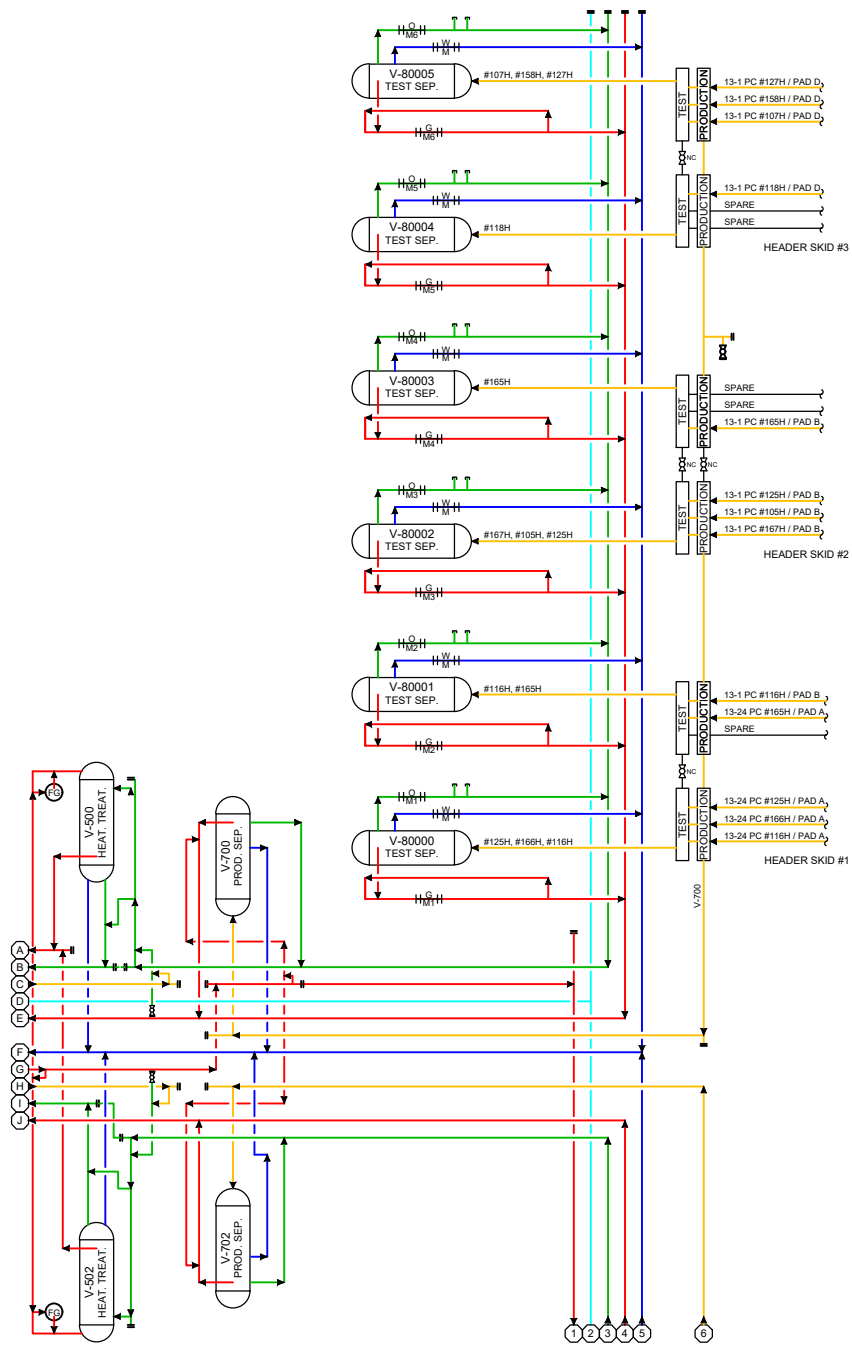 O
M6
W
M
V-80005
TEST SEP.
#107H, #158H, #127H
G
M6
TEST
PRODUCTION
13-1 PC #127H / PAD D
13-1 PC #158H / PAD D
13-1 PC #107H / PAD D
NC
O
M5
W
M
V-80004
TEST SEP.
#118H
G
M5
TEST
PRODUCTION
13-1 PC #118H / PAD D
SPARE
SPARE
HEADER SKID #3
O
M4
W
M
V-80003
TEST SEP.
#165H
G
M4
TEST
PRODUCTION
SPARE
SPARE
13-1 PC #165H / PAD B
NC
NC
O
M3
W
M
V-80002
TEST SEP.
#167H, #105H, #125H
G
M3
TEST
PRODUCTION
13-1 PC #125H / PAD B
13-1 PC #105H / PAD B
13-1 PC #167H / PAD B
HEADER SKID #2
O
M2
W
M
V-80001
TEST SEP.
#116H, #165H
G
M2
TEST
PRODUCTION
13-1 PC #116H / PAD B
13-24 PC #165H / PAD A
SPARE
NC
O
M1
W
M
V-80000
TEST SEP.
#125H, #166H, #116H
G
M1
TEST
PRODUCTION
13-24 PC #125H / PAD A
13-24 PC #166H / PAD A
13-24 PC #116H / PAD A
HEADER SKID #1
V-700
FG
V-500
HEAT. TREAT.
V-700
PROD. SEP.
A
B
C
D
E
F
G
H
I
J
V-502
HEAT. TREAT.
V-702
PROD. SEP.
FG
1
2
3
4
5
6